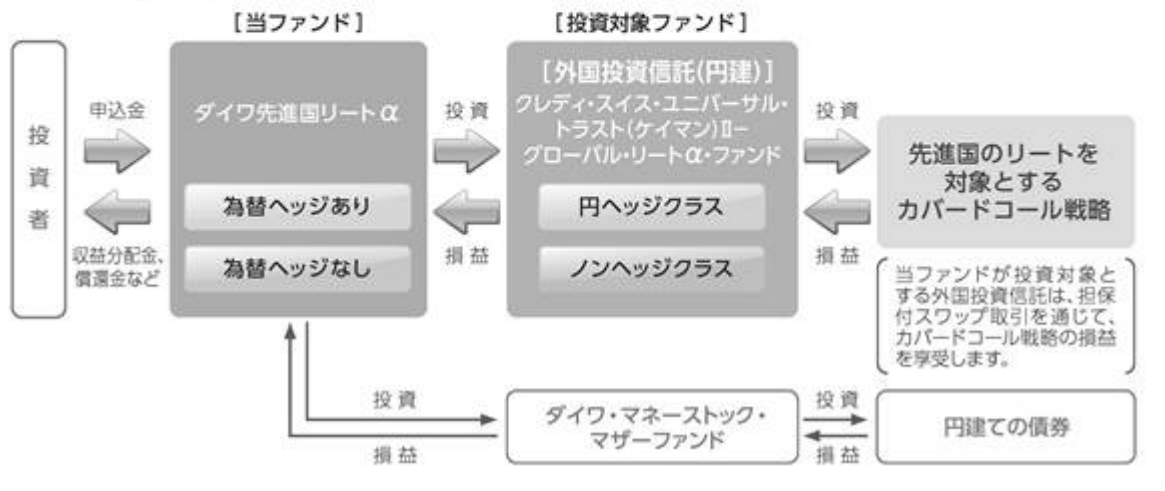 [当ファンド]
[投資対象ファンド]
投資者
申込金
収益分配金、
償還金など
ダイワ先進国リートα
為替ヘッジあり
為替ヘッジなし
投資
損益
[外国投資信託(円建)]
クレディ・スイス・ユニバーサル・
トラスト(ケイマン)Ⅱ−
グローバル・リートα・ファンド
円ヘッジクラス
ノンヘッジクラス
投資
損益
先進国のリートを
対象とする
カバードコール戦略
当ファンドが投資対象と
する外国投資信託は、担保
付スワップ取引を通じて、
カバードコール戦略の損益
を享受します。
投資
損益
ダイワ・マネーストック・
マザーファンド
投資
損益
円建ての債券